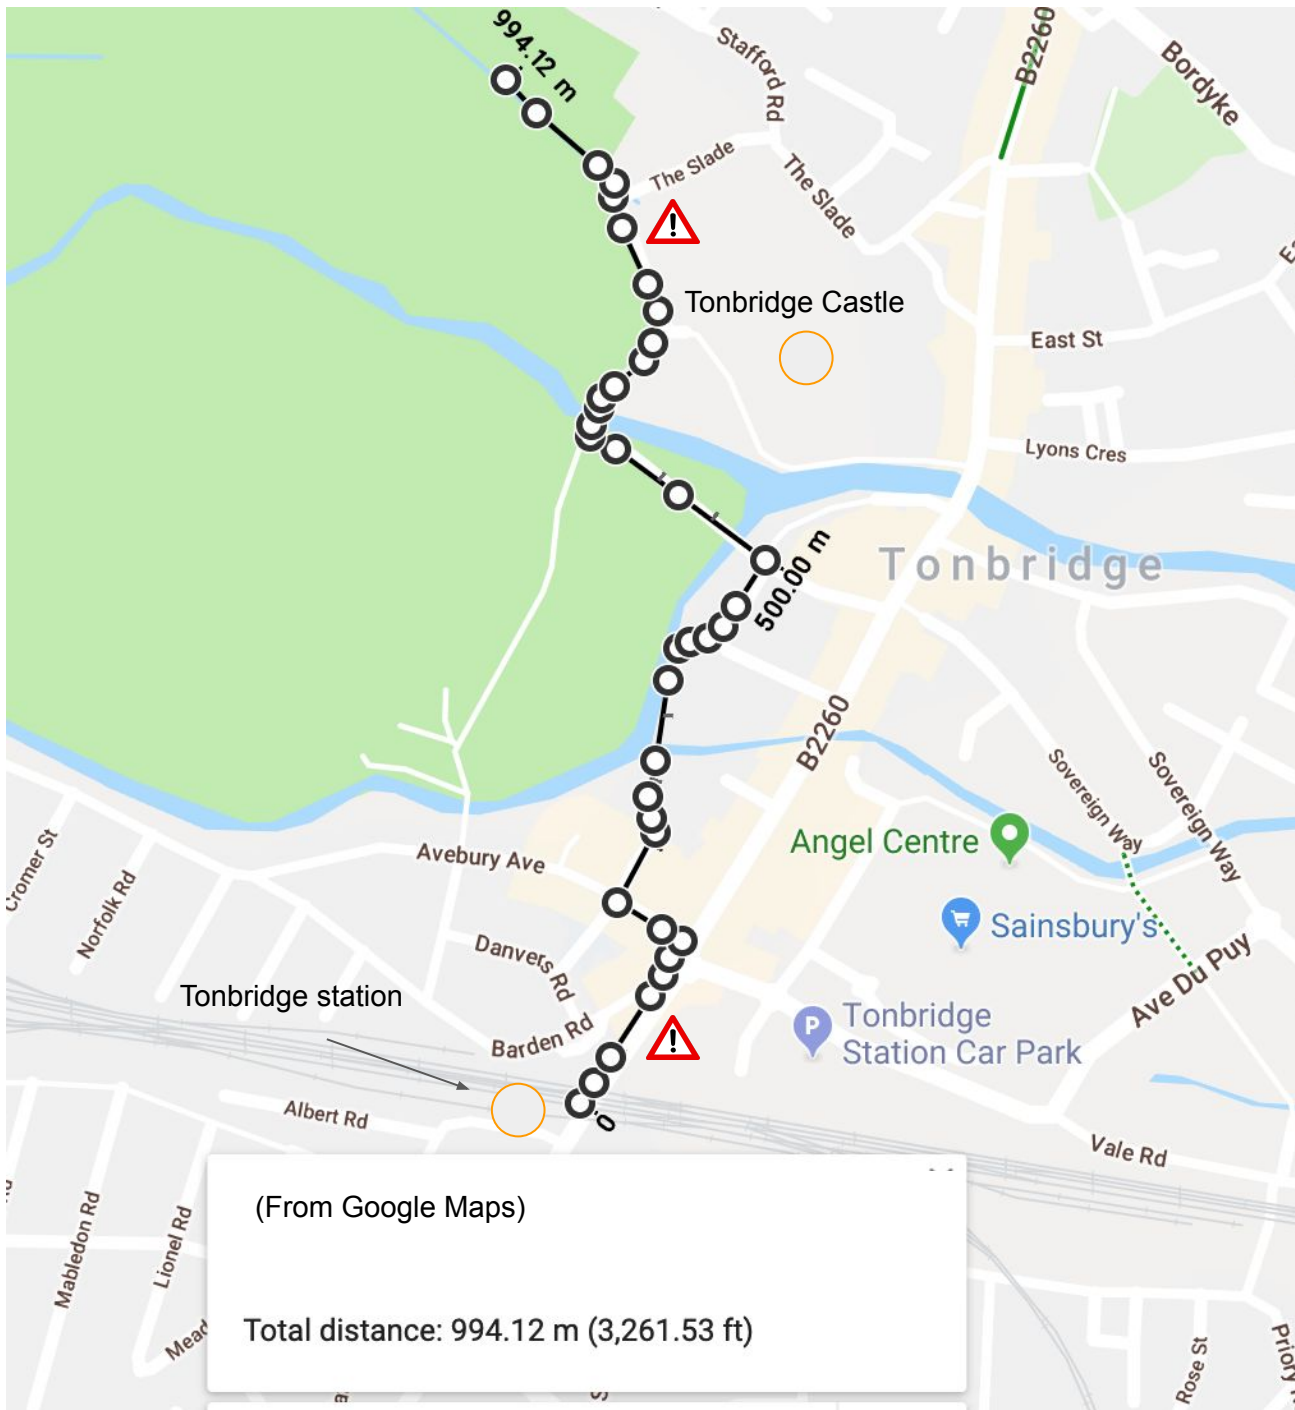 994.12 m
Stafford Rd
B2260
Bordyke
The Slade
The Slade
Tonbridge Castle
East St
Lyons Cres
Tonbridge
500.00 m
B2260
Sovereign Way
Sovereign Way
Angel Centre
Avebury Ave
Cromer St
Norfolk Rd
Sainsbury's
Danvers Rd
Ave Du Puy
Tonbridge station
P
Tonbridge
Station Car Park
Barden Rd
Albert Rd
0
Vale Rd
(From Google Maps)
Mabledon Rd
Lionel Rd
Total distance: 994.12 m (3,261.53 ft)
Mead
Rose St
Priory